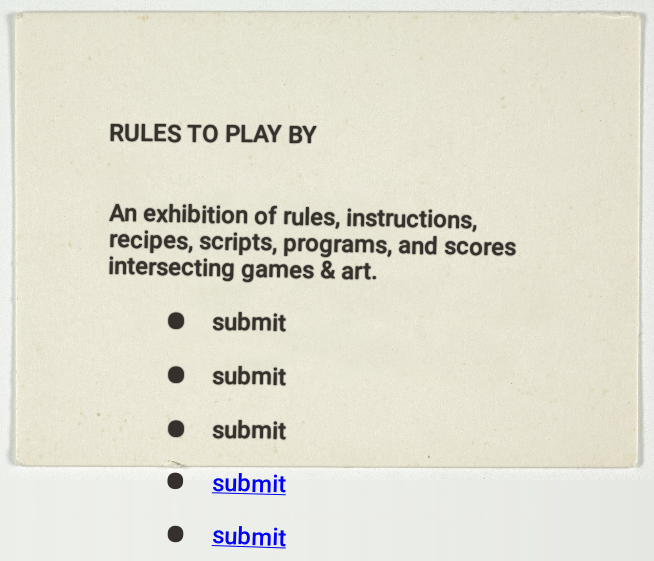 RULES TO PLAY BY
An exhibition of rules, instructions,
recipes, scripts, programs, and scores
intersecting games & art.
● submit
● submit
● submit
● submit
● submit